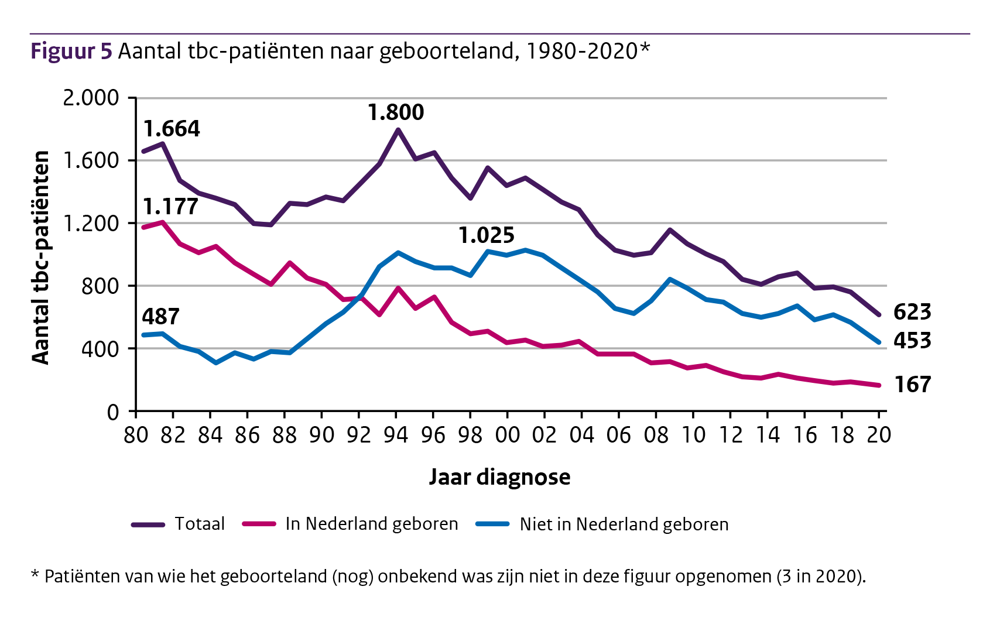 Figuur 5 Aantal tbc-patiënten naar geboorteland, 1980-2020*
Aantal tbc-patiënten
2.000
1.600
1.200
800
400
0
1.664
1.177
487
1.800
1.025
623
453
167
80 82 84 86 88 90 92 94 96 98 00 02 04 06 08 10 12 14 16 18 20
Jaar diagnose
Totaal In Nederland geboren Niet in Nederland geboren
* Patiënten van wie het geboorteland (nog) onbekend was zijn niet in deze figuur opgenomen (3 in 2020).